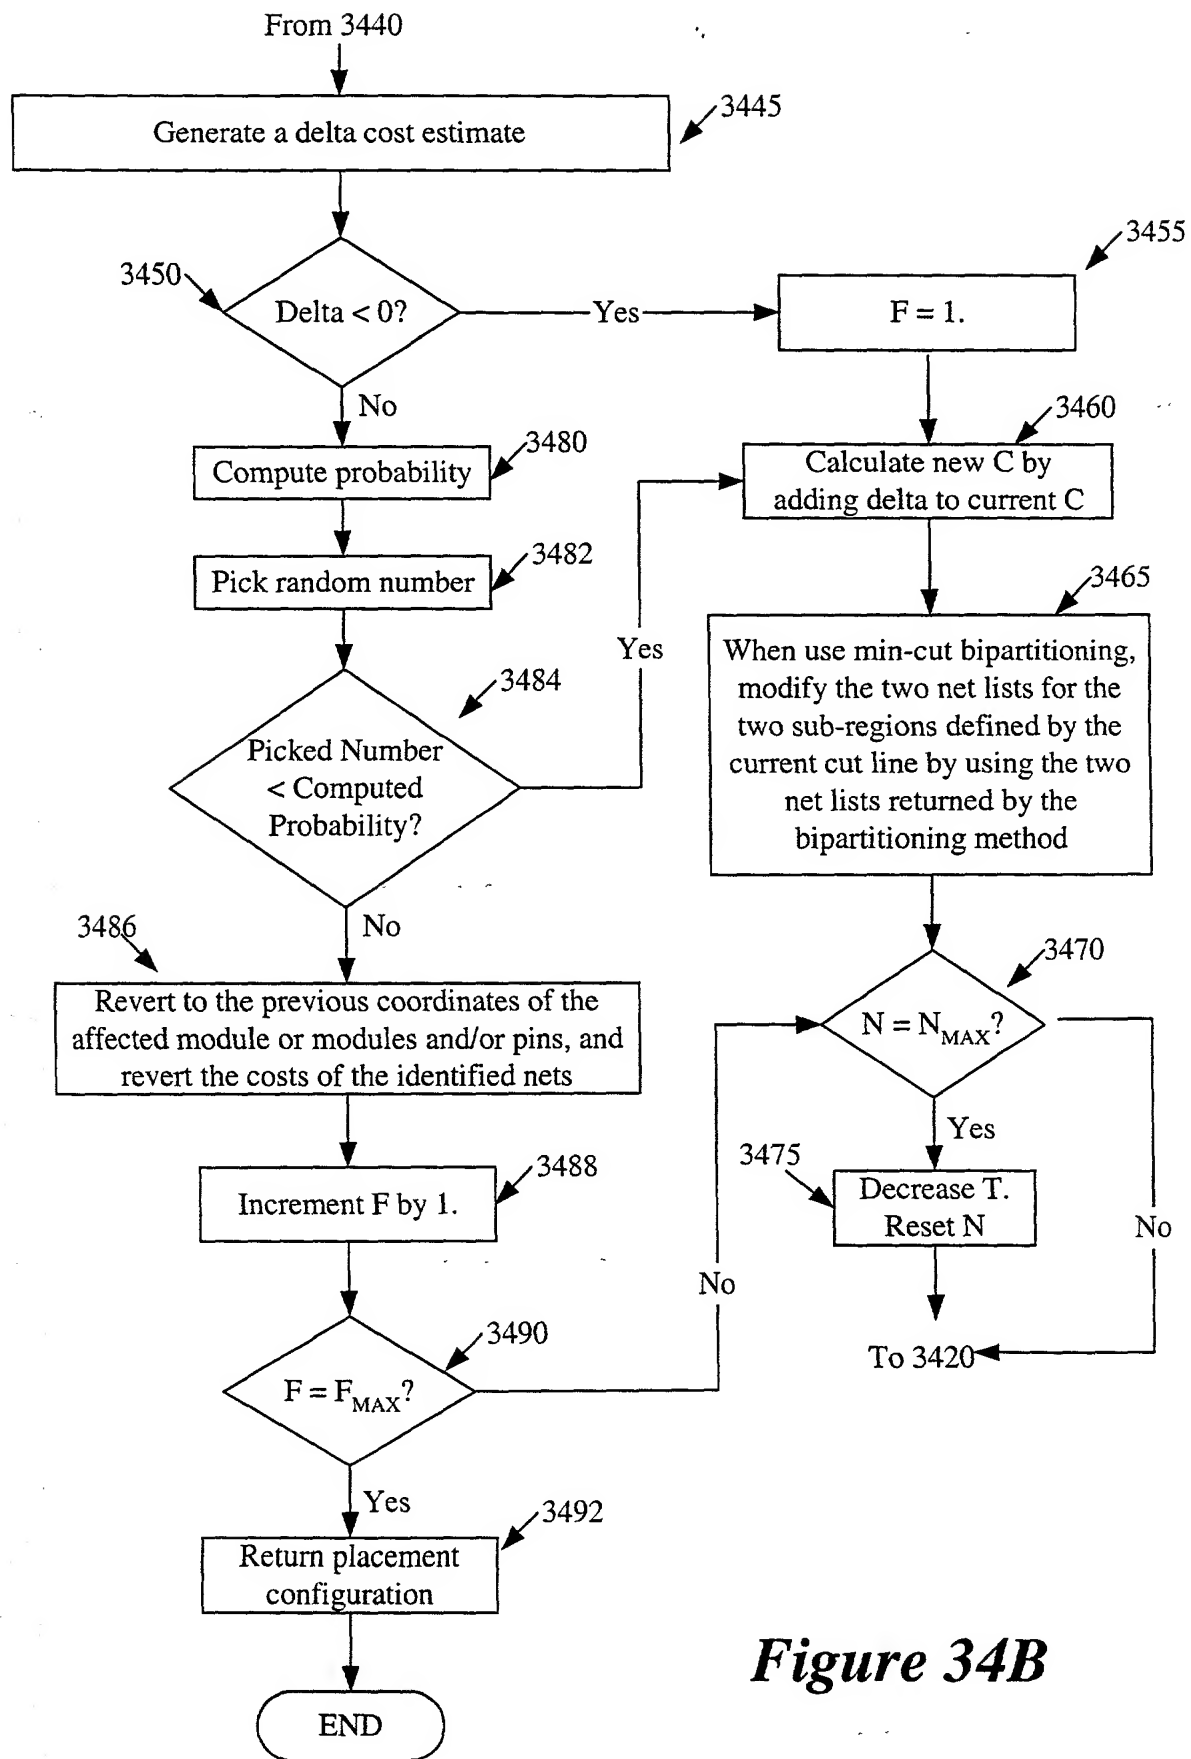 From 3440
3445
Generate a delta cost estimate
3455
3450
Delta < 0?
Yes
F = 1.
No
3460
3480
Compute probability
Calculate new C by
adding delta to current C
3482
Pick random number
3465
Yes
When use min-cut bipartitioning,
modify the two net lists for the
two sub-regions defined by the
current cut line by using the two
net lists returned by the
bipartitioning method
3484
Picked Number
< Computed
Probability?
No
3486
3470
Revert to the previous coordinates of the
affected module or modules and/or pins, and
revert the costs of the identified nets
N = NMAX?
Yes
3475
Decrease T.
Reset N
No
3488
Increment F by 1.
No
3490
To 3420
F = FMAX?
Yes
3492
Return placement
configuration
Figure 34B
END